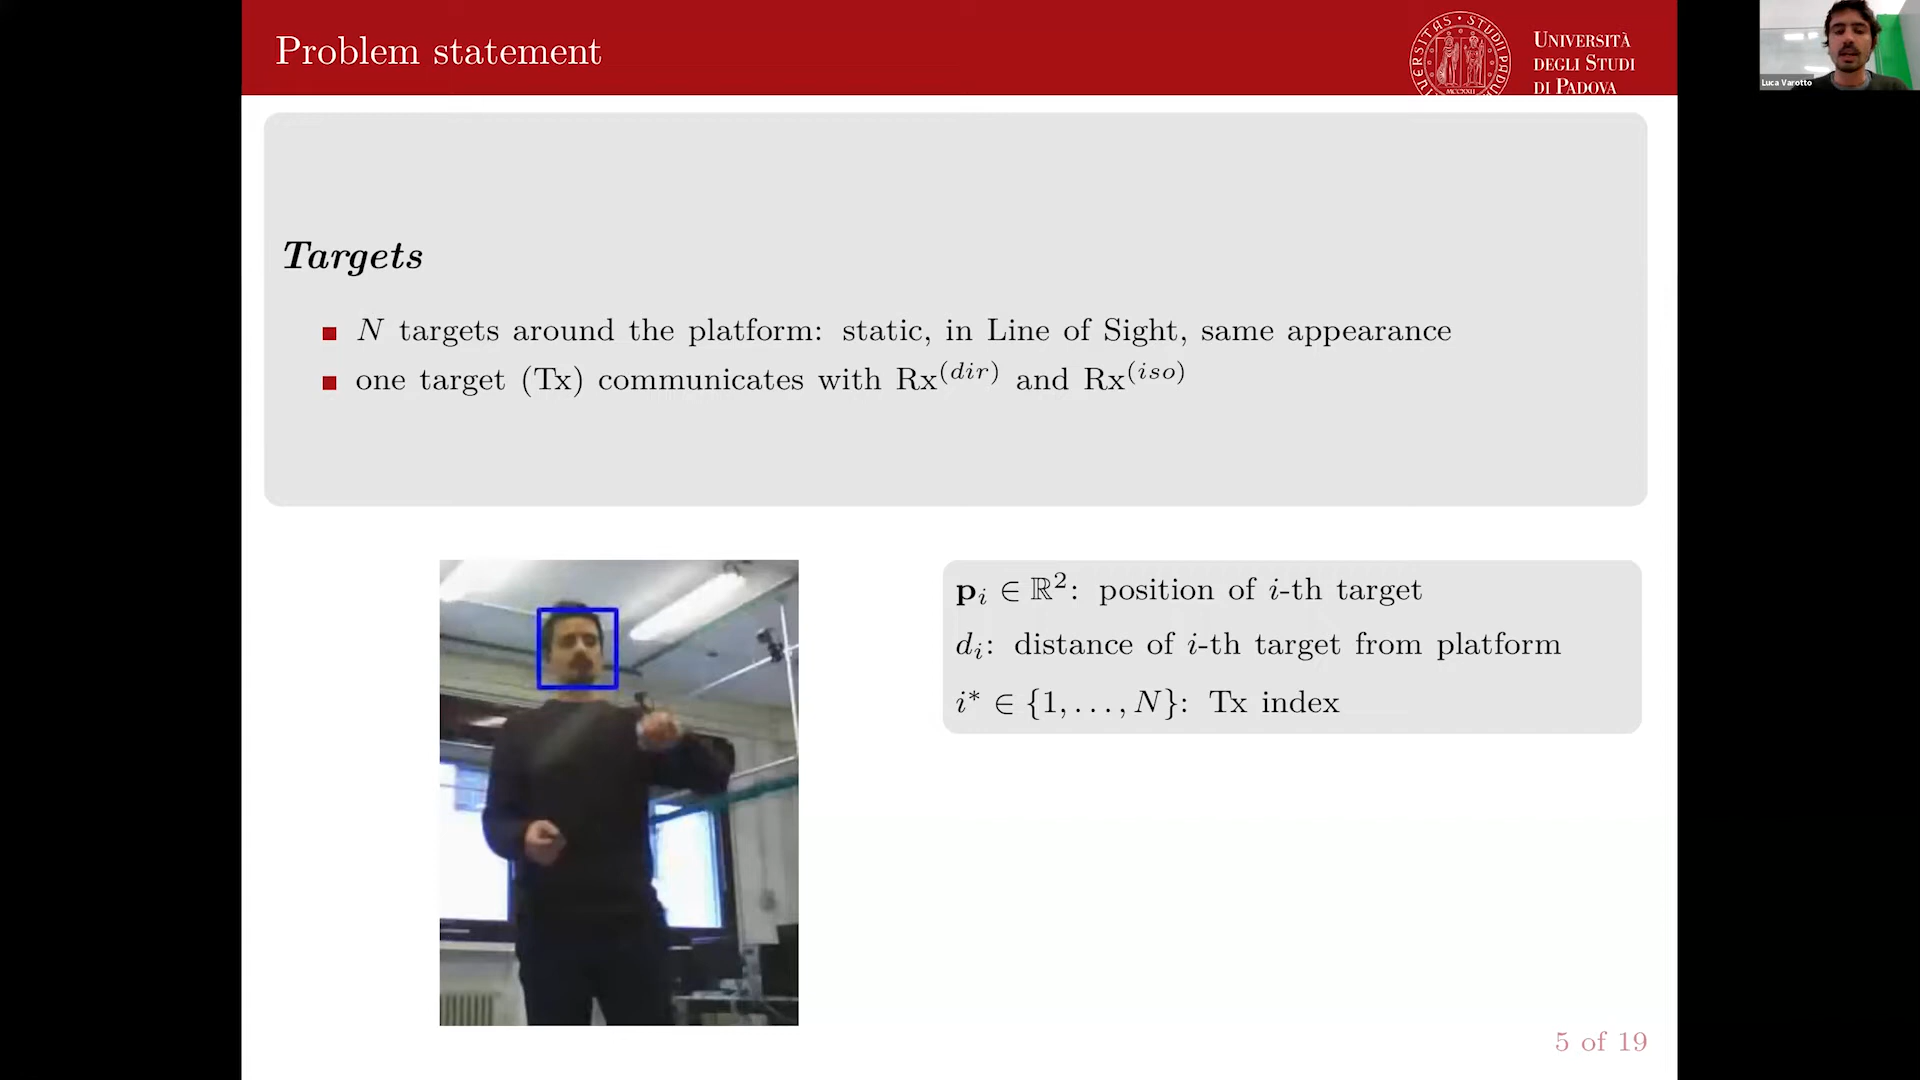 Problem statement
UNIVERSITÀ
DEGLI STUDI
DI PADOVA
Luca Varotto
Targets
N targets around the platform: static, in Line of Sight, same appearance
one target (Tx) communicates with Rx^(dir) and Rx^(iso)
p_i ∈ ℝ²: position of i-th target
d_i: distance of i-th target from platform
i* ∈ {1, . . . , N}: Tx index
5 of 19